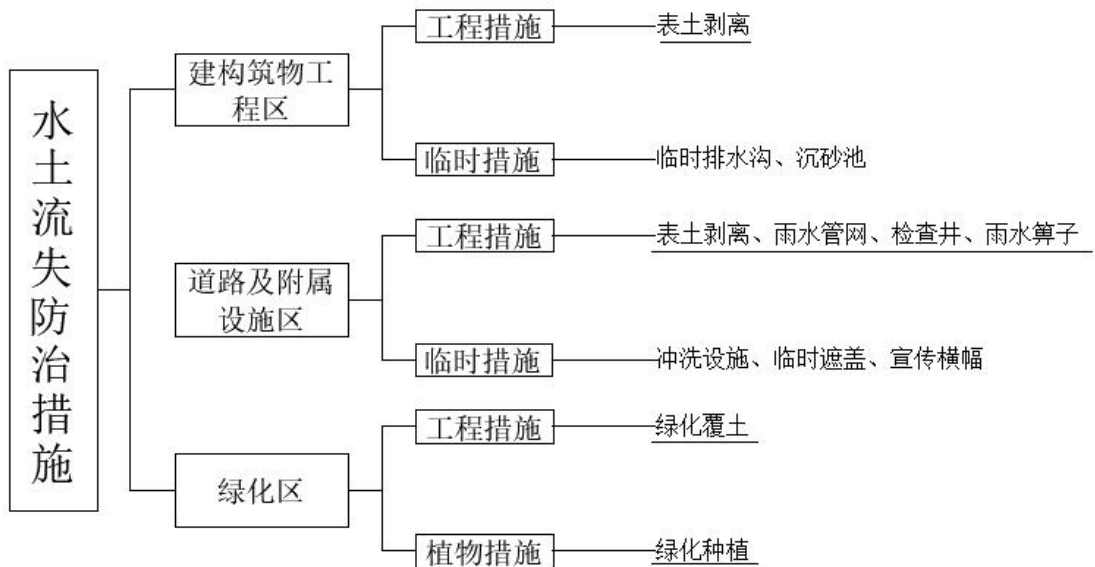 水土流失防治措施
建构筑物工
程区
工程措施
表土剥离
临时措施
临时排水沟、沉砂池
道路及附属
设施区
工程措施
表土剥离、雨水管网、检查井、雨水箅子
临时措施
冲洗设施、临时遮盖、宣传横幅
绿化区
工程措施
绿化覆土
植物措施
绿化种植